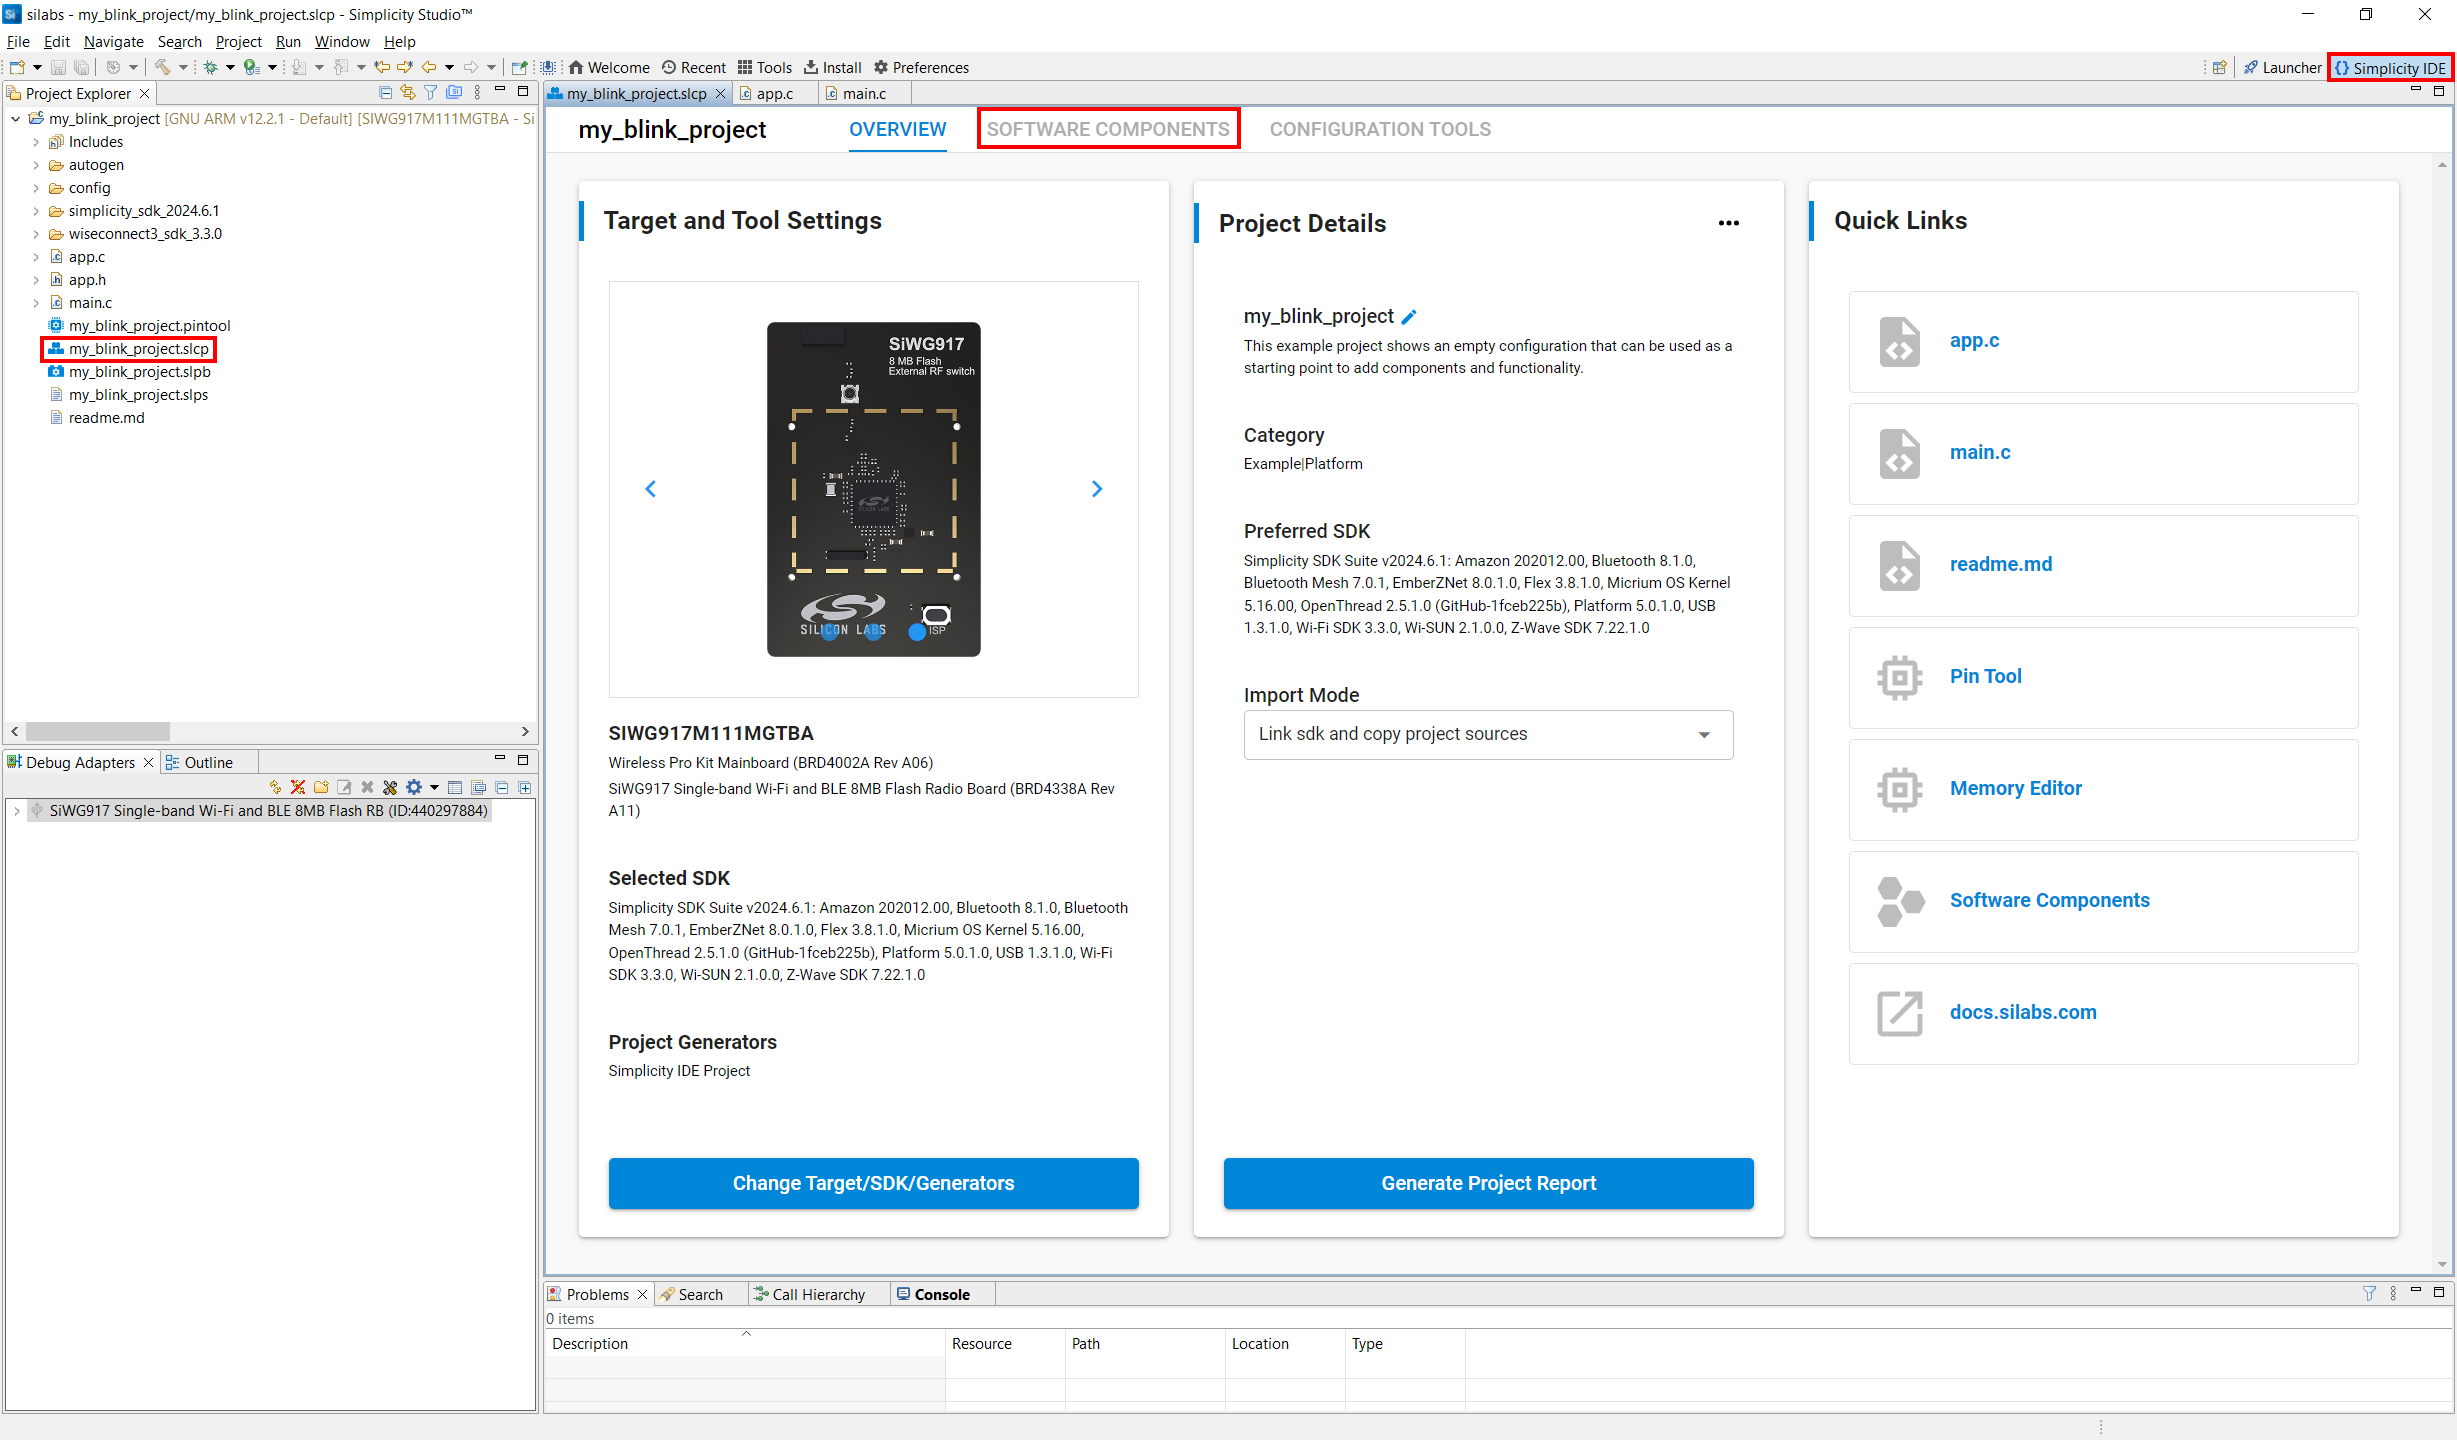 silabs - my_blink_project/my_blink_project.slcp - Simplicity Studio™
File Edit Navigate Search Project Run Window Help
Welcome Recent Tools Install Preferences
Launcher Simplicity IDE
Project Explorer
my_blink_project [GNU ARM v12.2.1 - Default] [SIWG917M111MGTBA - Si
Includes
autogen
config
simplicity_sdk_2024.6.1
wiseconnect3_sdk_3.3.0
app.c
app.h
main.c
my_blink_project.pintool
my_blink_project.slcp
my_blink_project.slpb
my_blink_project.slps
readme.md
Debug Adapters Outline
SiWG917 Single-band Wi-Fi and BLE 8MB Flash RB (ID:440297884)
my_blink_project.slcp app.c main.c
my_blink_project OVERVIEW SOFTWARE COMPONENTS CONFIGURATION TOOLS
Target and Tool Settings
SiWG917
8 MB Flash
External RF switch
SILICON LABS
SILICON LABS
ISP
SIWG917M111MGTBA
Wireless Pro Kit Mainboard (BRD4002A Rev A06)
SiWG917 Single-band Wi-Fi and BLE 8MB Flash Radio Board (BRD4338A Rev
A11)
Selected SDK
Simplicity SDK Suite v2024.6.1: Amazon 202012.00, Bluetooth 8.1.0, Bluetooth
Mesh 7.0.1, EmberZNet 8.0.1.0, Flex 3.8.1.0, Micrium OS Kernel 5.16.00,
OpenThread 2.5.1.0 (GitHub-1fceb225b), Platform 5.0.1.0, USB 1.3.1.0, Wi-Fi
SDK 3.3.0, Wi-SUN 2.1.0.0, Z-Wave SDK 7.22.1.0
Project Generators
Simplicity IDE Project
Change Target/SDK/Generators
Project Details
my_blink_project
This example project shows an empty configuration that can be used as a
starting point to add components and functionality.
Category
Example|Platform
Preferred SDK
Simplicity SDK Suite v2024.6.1: Amazon 202012.00, Bluetooth 8.1.0,
Bluetooth Mesh 7.0.1, EmberZNet 8.0.1.0, Flex 3.8.1.0, Micrium OS Kernel
5.16.00, OpenThread 2.5.1.0 (GitHub-1fceb225b), Platform 5.0.1.0, USB
1.3.1.0, Wi-Fi SDK 3.3.0, Wi-SUN 2.1.0.0, Z-Wave SDK 7.22.1.0
Import Mode
Link sdk and copy project sources
Generate Project Report
Quick Links
app.c
main.c
readme.md
Pin Tool
Memory Editor
Software Components
docs.silabs.com
Problems Search Call Hierarchy Console
0 items
Description Resource Path Location Type